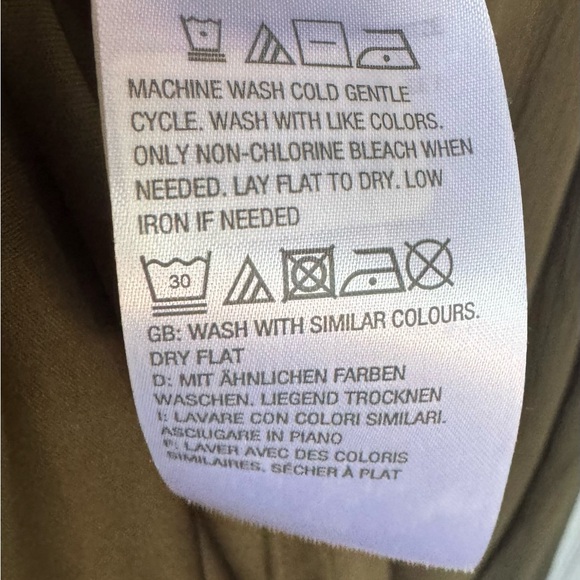 MACHINE WASH COLD GENTLE
CYCLE. WASH WITH LIKE COLORS.
ONLY NON-CHLORINE BLEACH WHEN
NEEDED. LAY FLAT TO DRY. LOW
IRON IF NEEDED
30
GB: WASH WITH SIMILAR COLOURS.
DRY FLAT
D: MIT ÄHNLICHEN FARBEN
WASCHEN. LIEGEND TROCKNEN
I: LAVARE CON COLORI SIMILARI.
ASCIUGARE IN PIANO
F: LAVER AVEC DES COLORIS
SIMILAIRES. SÉCHER À PLAT